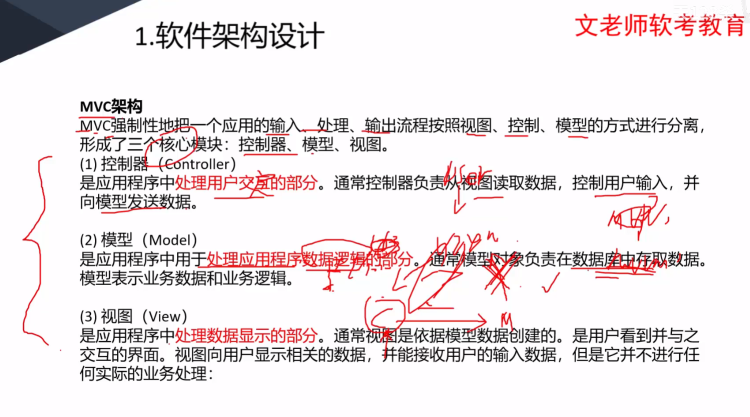 1.软件架构设计
文老师软考教育
MVC架构
MVC强制性地把一个应用的输入、处理、输出流程按照视图、控制、模型的方式进行分离，
形成了三个核心模块：控制器、模型、视图。
(1) 控制器（Controller）
是应用程序中处理用户交互的部分。通常控制器负责从视图读取数据，控制用户输入，并
向模型发送数据。
(2) 模型（Model）
是应用程序中用于处理应用程序数据逻辑的部分。通常模型对象负责在数据库中存取数据。
模型表示业务数据和业务逻辑。
(3) 视图（View）
是应用程序中处理数据显示的部分。通常视图是依据模型数据创建的。是用户看到并与之
交互的界面。视图向用户显示相关的数据，并能接收用户的输入数据，但是它并不进行任
何实际的业务处理：
C
M